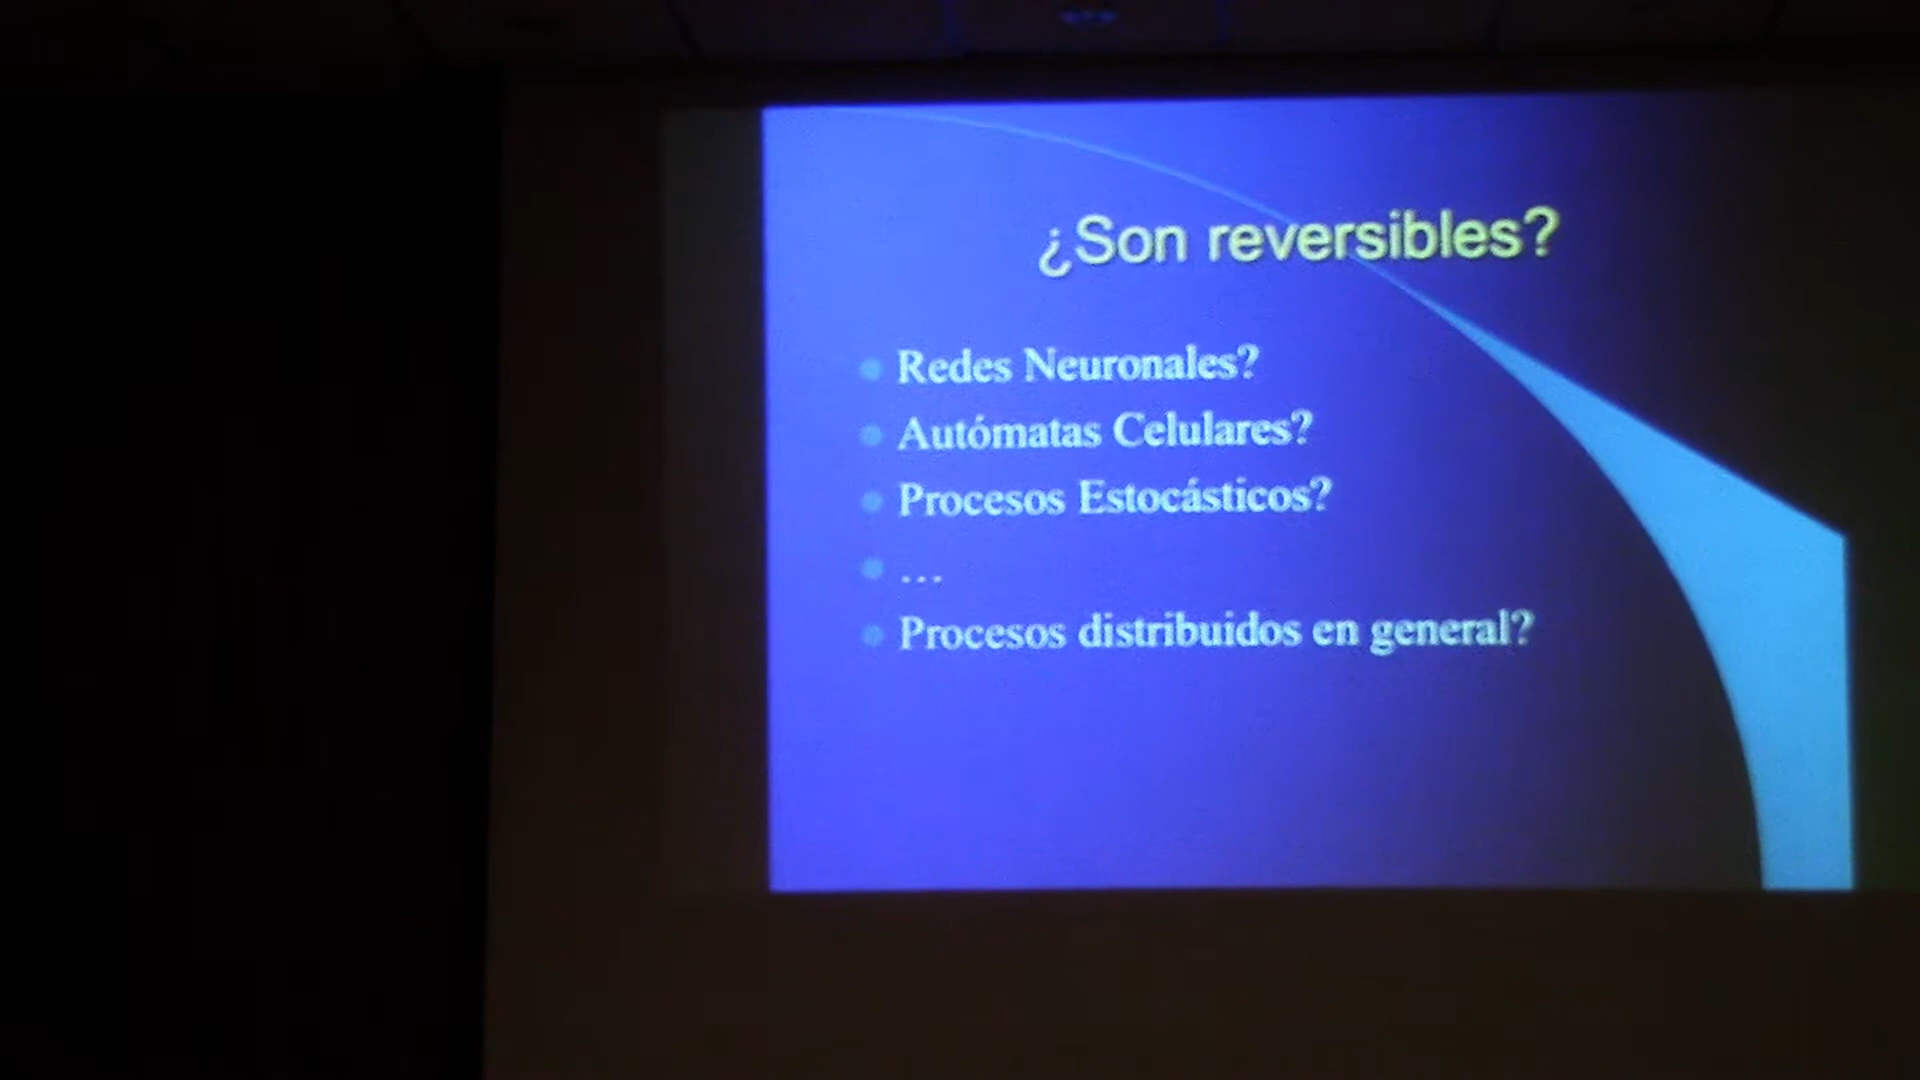 ¿Son reversibles?
Redes Neuronales?
Autómatas Celulares?
Procesos Estocásticos?
…
Procesos distribuidos en general?